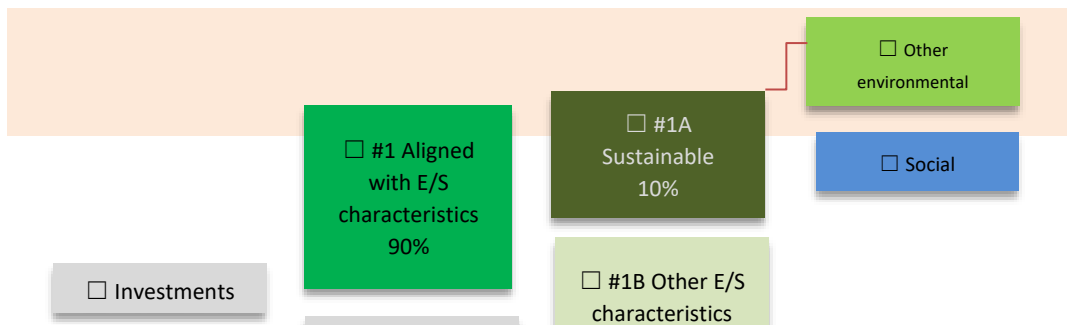 ☐ Other
environmental
☐ #1A
Sustainable
10%
☐ #1 Aligned
with E/S
characteristics
90%
☐ Social
☐ Investments
☐ #1B Other E/S
characteristics